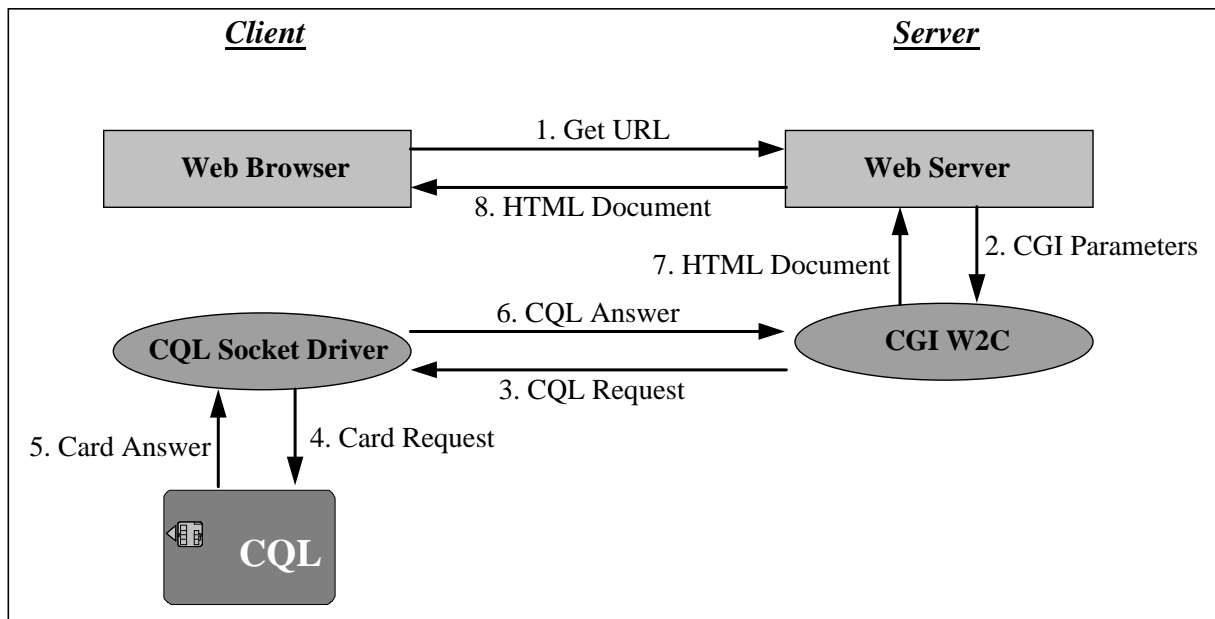 Client
Server
1. Get URL
Web Browser
Web Server
8. HTML Document
2. CGI Parameters
7. HTML Document
6. CQL Answer
CQL Socket Driver
CGI W2C
3. CQL Request
4. Card Request
5. Card Answer
CQL